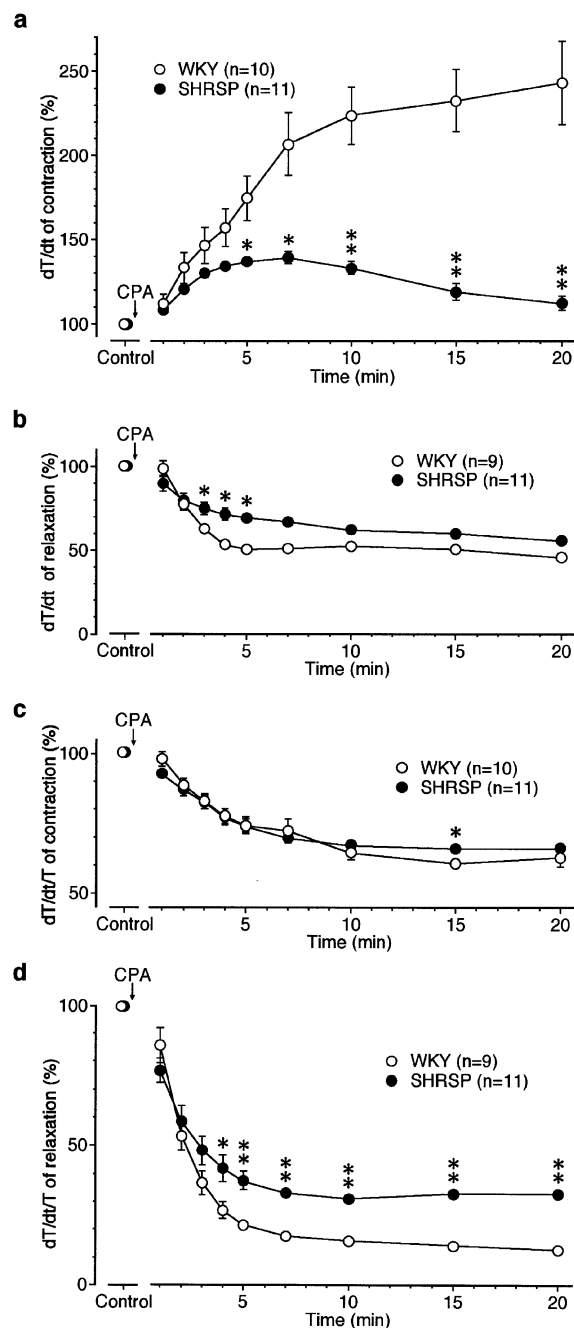 a
dT/dt of contraction (%)
250
200
150
100
WKY (n=10)
SHRSP (n=11)
CPA
* * ** ** **
Control 5 10 15 20
Time (min)
b
dT/dt of relaxation (%)
100
50
0
CPA
WKY (n=9)
SHRSP (n=11)
* * *
Control 5 10 15 20
Time (min)
c
dT/dt/T of contraction (%)
100
50
CPA
WKY (n=10)
SHRSP (n=11)
*
Control 5 10 15 20
Time (min)
d
dT/dt/T of relaxation (%)
100
50
0
CPA
WKY (n=9)
SHRSP (n=11)
* ** ** ** ** **
Control 5 10 15 20
Time (min)